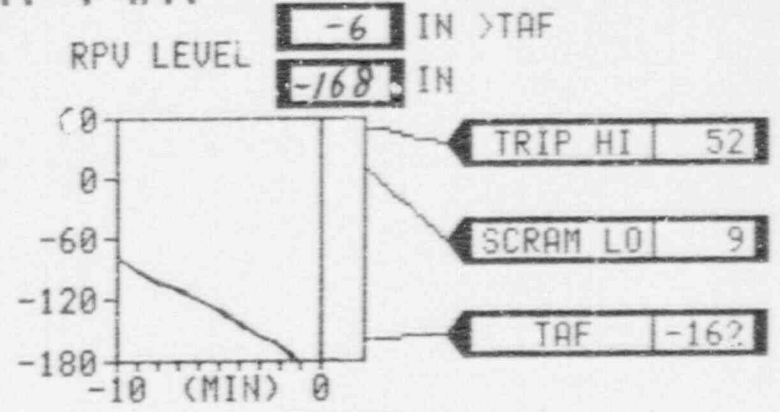 -6 IN >TAF
RPV LEVEL
-168 IN
0
TRIP HI 52
0
-60
SCRAM LO 9
-120
TAF
-180
-10 (MIN) 0